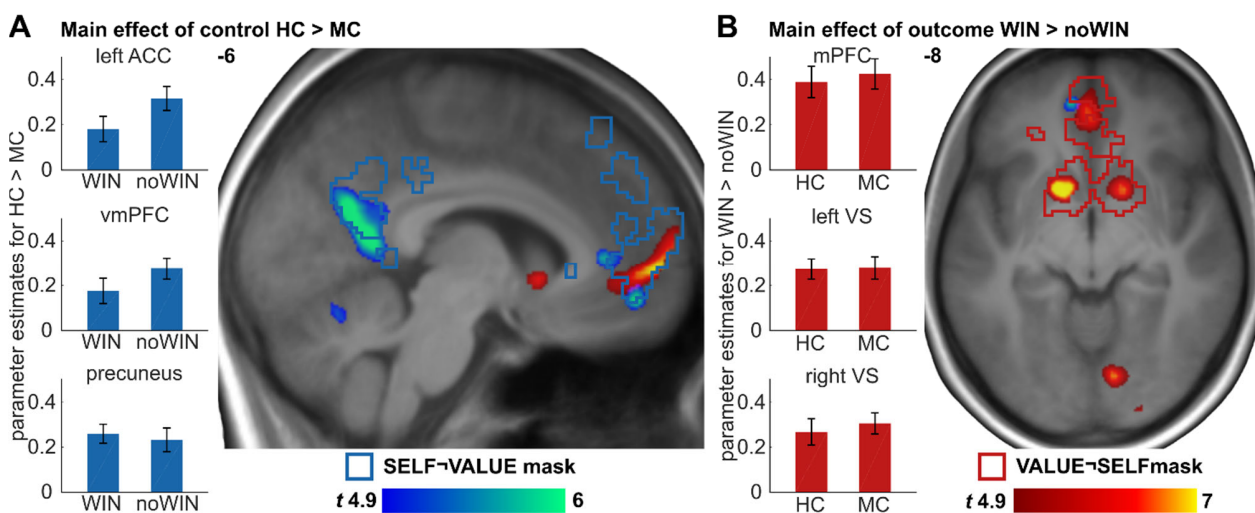 A Main effect of control HC > MC
parameter estimates for HC > MC
left ACC
0.4
0.2
0
WIN noWIN
vmPFC
0.4
0.2
0
WIN noWIN
precuneus
0.4
0.2
0
WIN noWIN
-6
SELF¬VALUE mask
t 4.9 6
B Main effect of outcome WIN > noWIN
parameter estimates for WIN > noWIN
mPFC
0.4
0.2
0
HC MC
left VS
0.4
0.2
0
HC MC
right VS
0.4
0.2
0
HC MC
-8
VALUE¬SELFmask
t 4.9 7